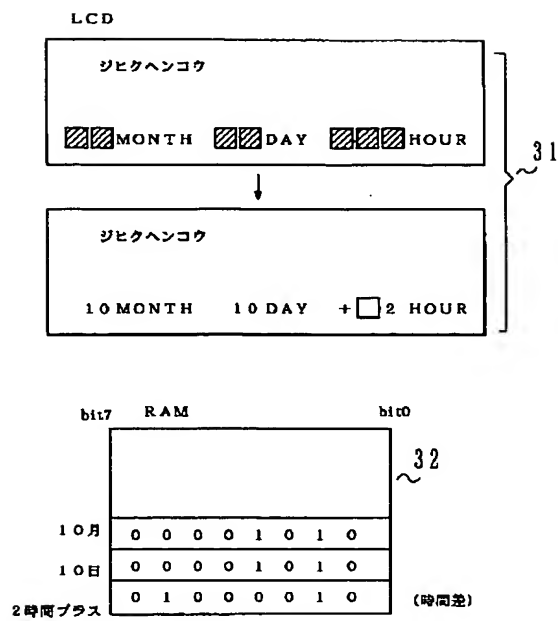 LCD
ジヒクヘンコウ
MONTH DAY HOUR
31
ジヒクヘンコウ
10MONTH 10DAY +2 HOUR
bit7 RAM bit0
32
10月 0 0 0 0 1 0 1 0
10日 0 0 0 0 1 0 1 0
2時間プラス 0 1 0 0 0 0 1 0 (時間差)